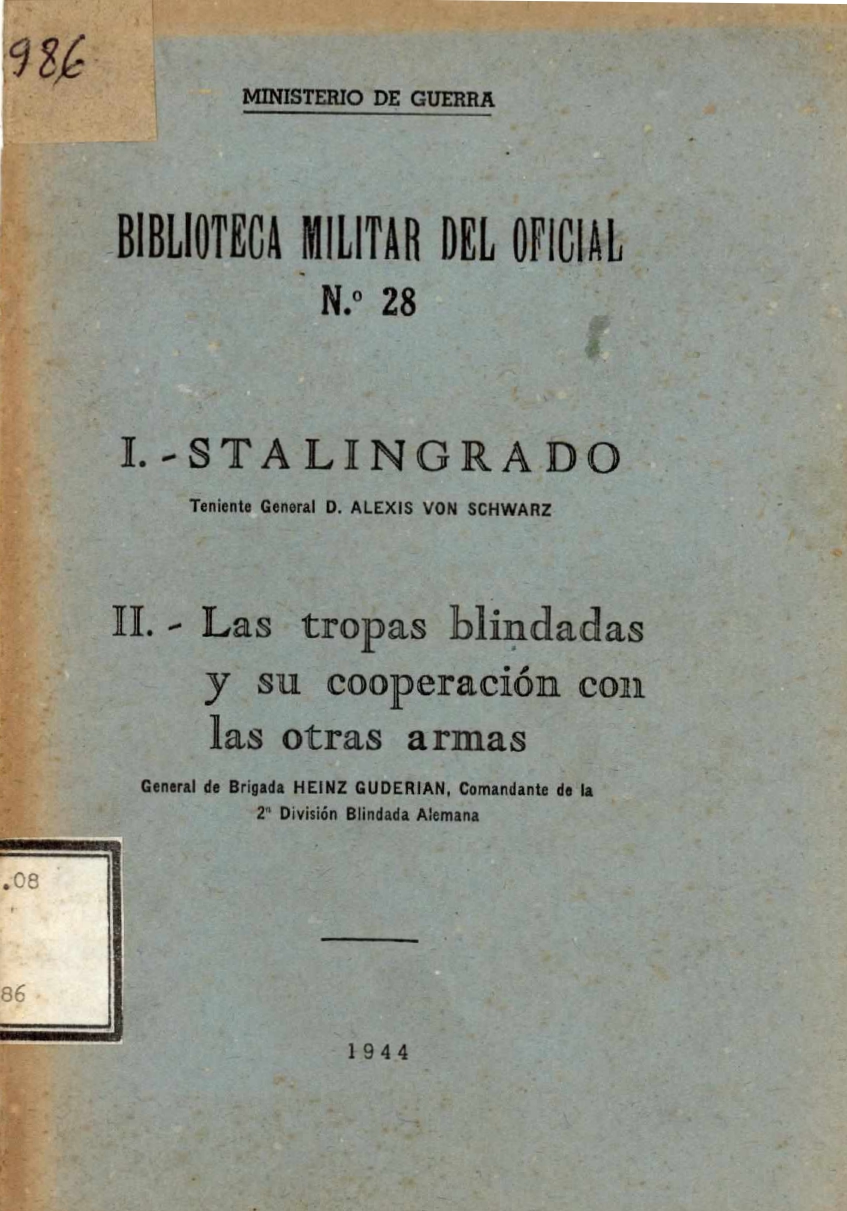 986
MINISTERIO DE GUERRA
BIBLIOTECA MILITAR DEL OFICIAL
N.º 28
I. - STALINGRADO
Teniente General D. ALEXIS VON SCHWARZ
II. - Las tropas blindadas
y su cooperación con
las otras armas
General de Brigada HEINZ GUDERIAN, Comandante de la
2ª División Blindada Alemana
.08
86
1944